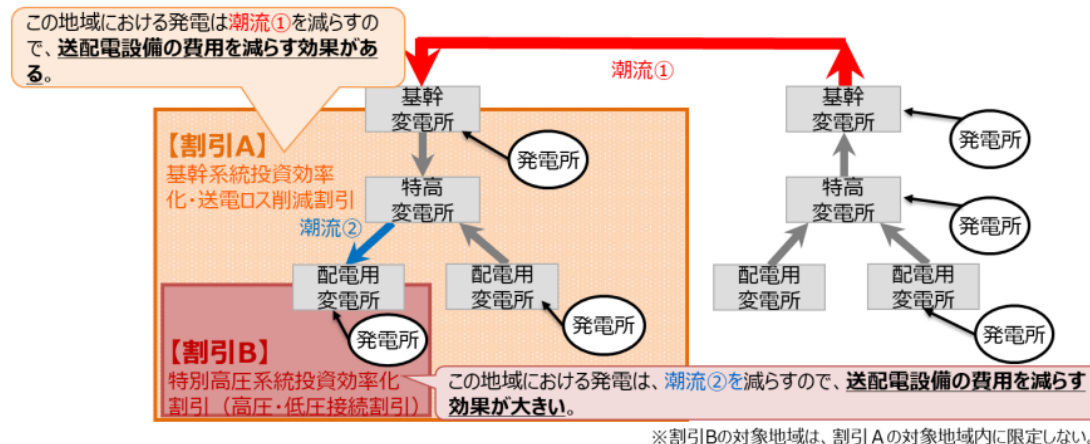 この地域における発電は潮流①を減らすの
で、送配電設備の費用を減らす効果があ
る。
潮流①
基幹
変電所
基幹
変電所
発電所
発電所
【割引A】
基幹系統投資効率
化・送電ロス削減割引
特高
変電所
特高
変電所
発電所
潮流②
配電用
変電所
配電用
変電所
配電用
変電所
配電用
変電所
発電所
発電所
発電所
【割引B】
特別高圧系統投資効率化
割引（高圧・低圧接続割引）
この地域における発電は、潮流②を減らすので、送配電設備の費用を減らす
効果が大きい。
※割引Bの対象地域は、割引Aの対象地域内に限定しない。